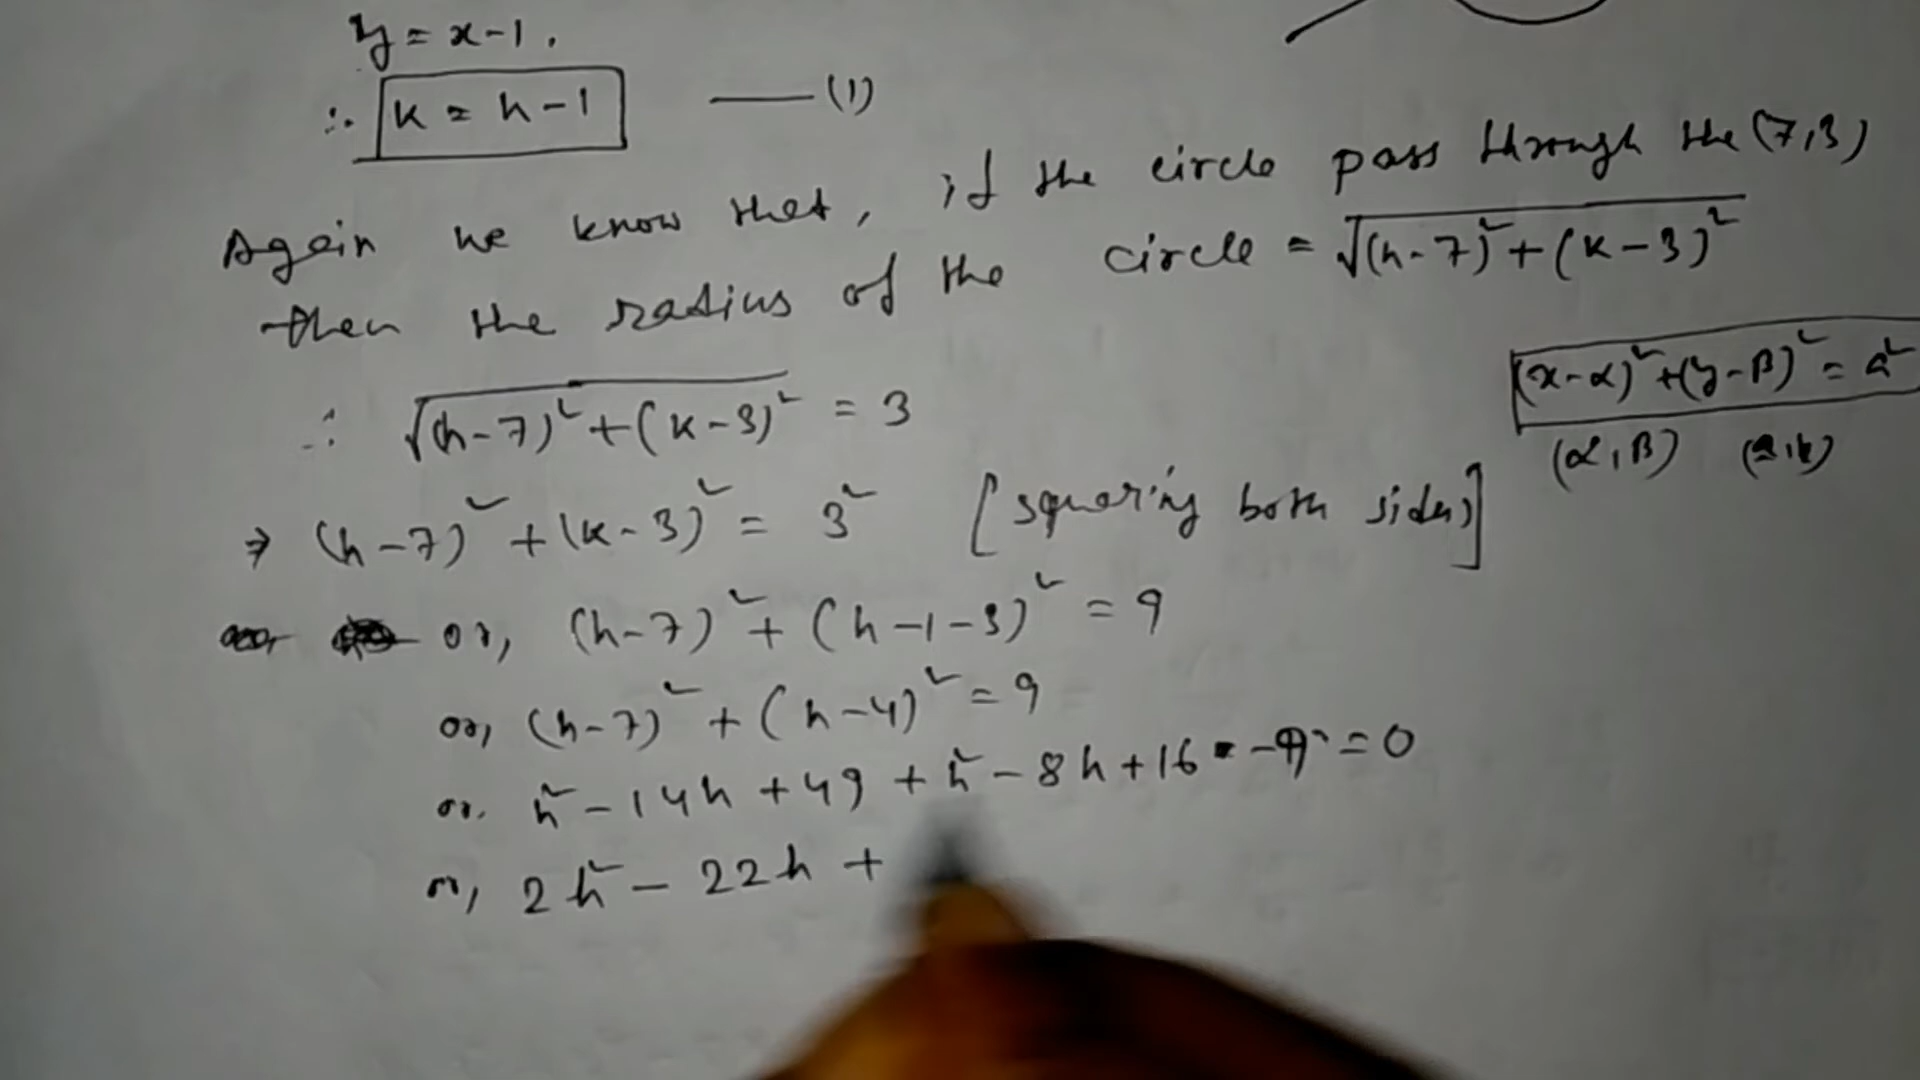 y = x-1.
∴ k = h-1 —— (1)
Again we know that, if the circle pass through the (7,3)
then the radius of the circle = √(h-7)²+(k-3)²
∴ √(h-7)²+(k-3)² = 3
(x-α)²+(y-β)² = a²
(α,β)
⇒ (h-7)²+(k-3)² = 3² [squaring both sides]
or, (h-7)²+(h-1-3)² = 9
or, (h-7)²+(h-4)² = 9
or, h²-14h+49+h²-8h+16-9 = 0
or, 2h²-22h+